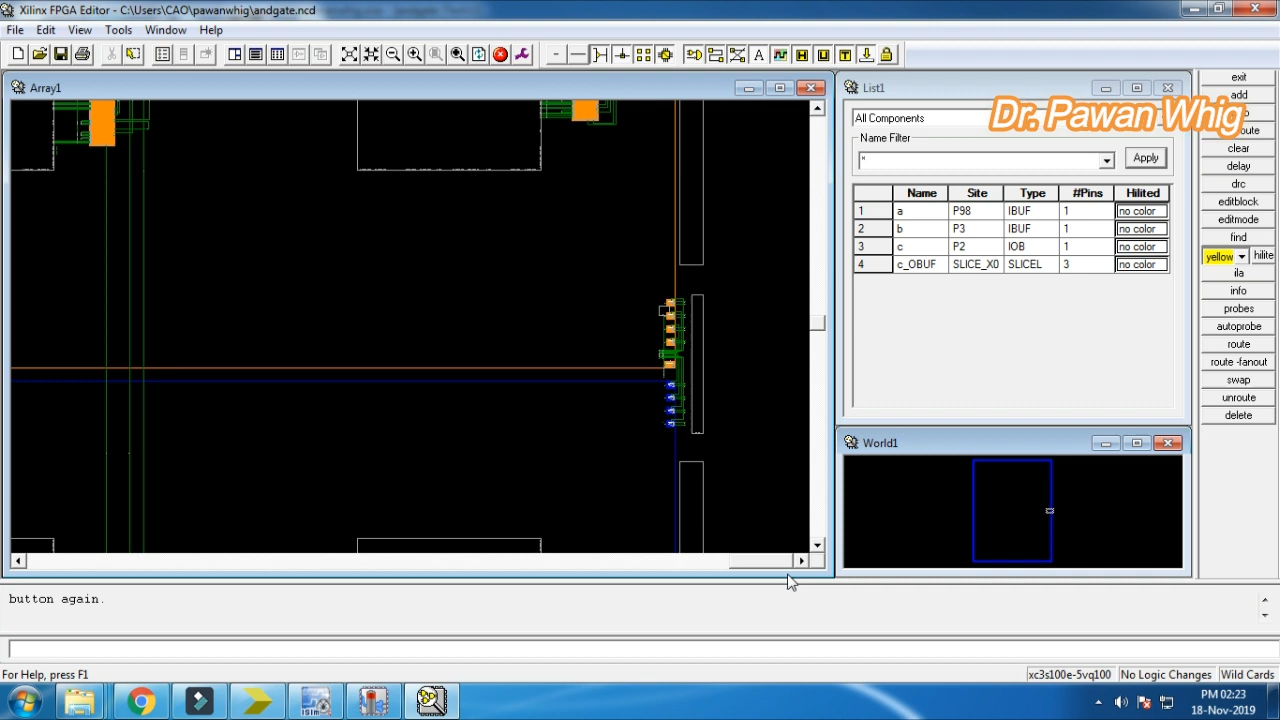 Xilinx FPGA Editor - C:\Users\CAO\pawanwhig\andgate.ncd
File Edit View Tools Window Help
Array1
List1
All Components
Dr. Pawan Whig
Name Filter
*
Apply
Name Site Type #Pins Hilited
1 a P98 IBUF 1 no color
2 b P3 IBUF 1 no color
3 c P2 IOB 1 no color
4 c_OBUF SLICE_X0 SLICEL 3 no color
World1
exit
add
clear
delay
drc
editblock
editmode
find
yellow hilite
ila
info
probes
autoprobe
route
route -fanout
swap
unroute
delete
button again.
For Help, press F1
xc3s100e-5vq100 No Logic Changes Wild Cards
ISim
PM 02:23
18-Nov-2019